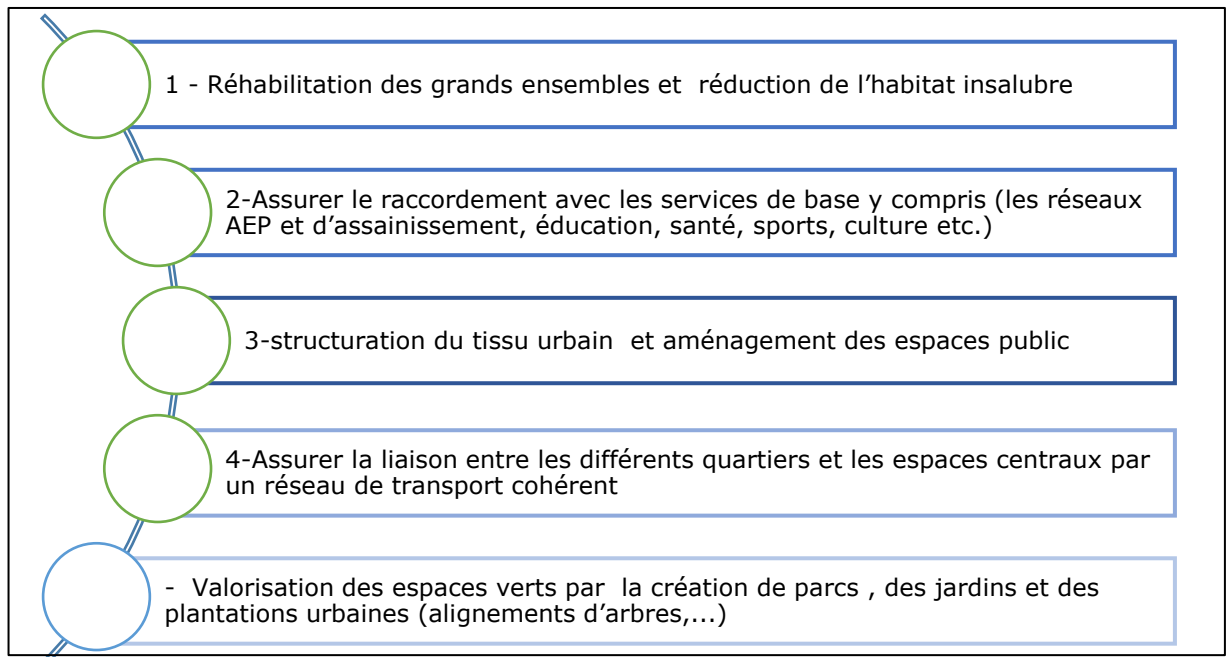 1 - Réhabilitation des grands ensembles et  réduction de l’habitat insalubre
2-Assurer le raccordement avec les services de base y compris (les réseaux
AEP et d’assainissement, éducation, santé, sports, culture etc.)
3-structuration du tissu urbain  et aménagement des espaces public
4-Assurer la liaison entre les différents quartiers et les espaces centraux par
un réseau de transport cohérent
-  Valorisation des espaces verts par  la création de parcs , des jardins et des
plantations urbaines (alignements d’arbres,...)